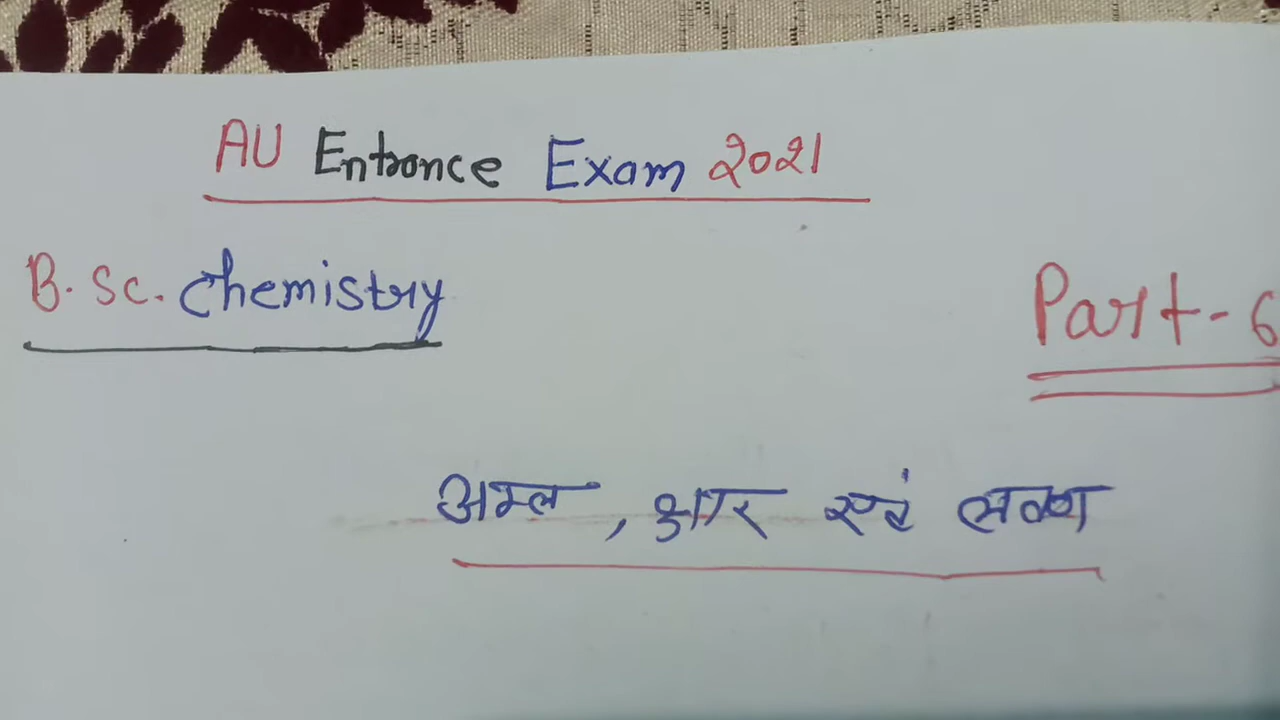 AU Entrance Exam 2021
B.Sc. Chemistry
Part-6
अम्ल, क्षार एवं लवण